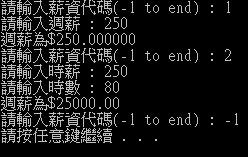 請輸入薪資代碼(-1 to end) : 1
請輸入週薪 : 250
週薪為$250.000000
請輸入薪資代碼(-1 to end) : 2
請輸入時薪 : 250
請輸入時數 : 80
週薪為$25000.00
請輸入薪資代碼(-1 to end) : -1
請按任意鍵繼續 . . .